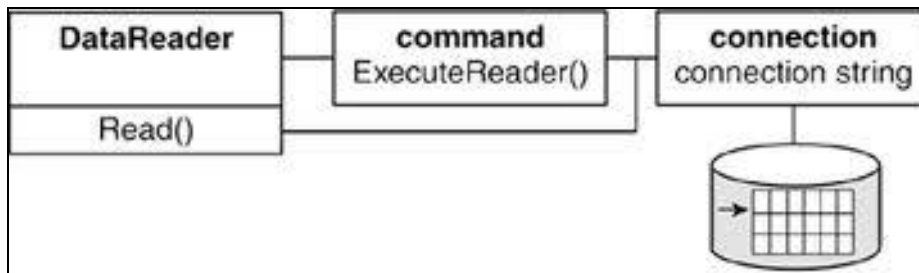 DataReader
Read()
command
ExecuteReader()
connection
connection string